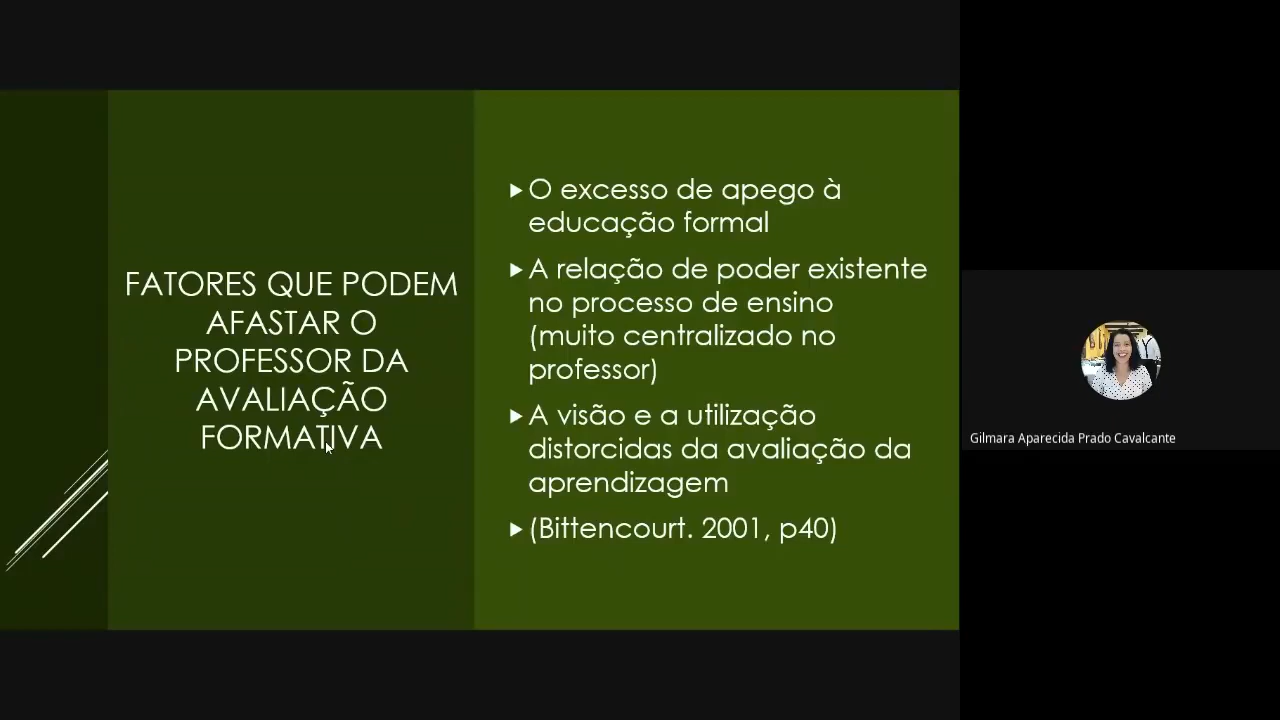 FATORES QUE PODEM
AFASTAR O
PROFESSOR DA
AVALIAÇÃO
FORMATIVA
O excesso de apego à
educação formal
A relação de poder existente
no processo de ensino
(muito centralizado no
professor)
A visão e a utilização
distorcidas da avaliação da
aprendizagem
(Bittencourt. 2001, p40)
Gilmara Aparecida Prado Cavalcante